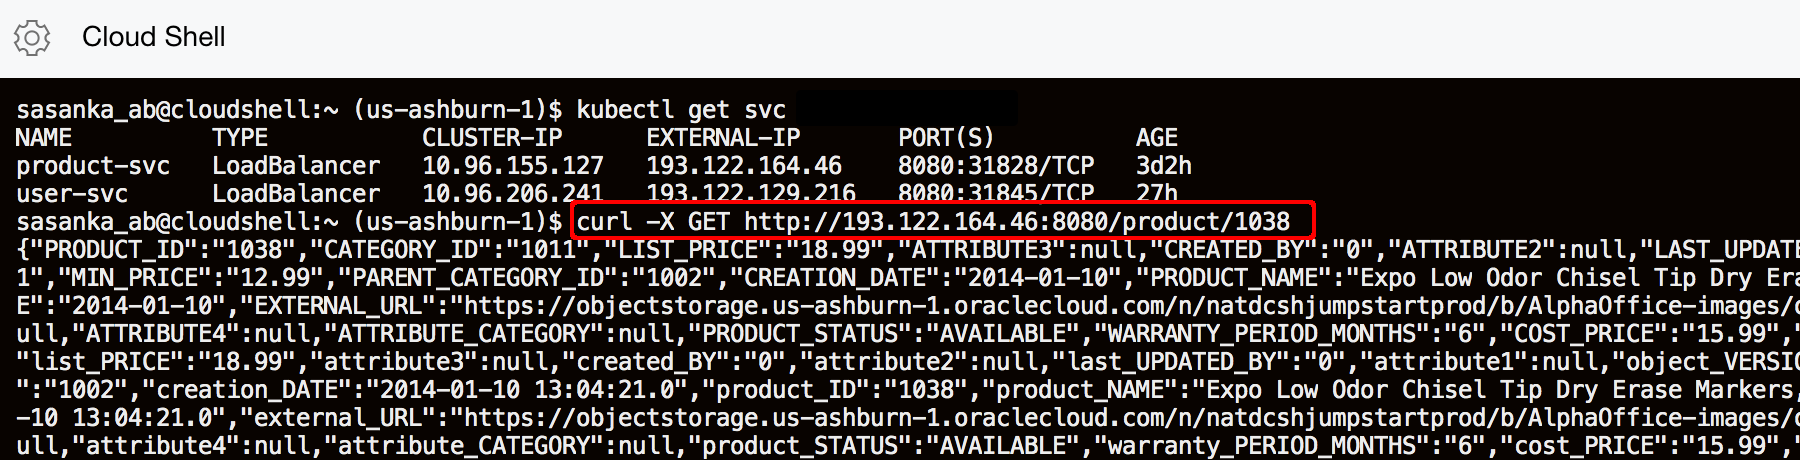 Cloud Shell
sasanka_ab@cloudshell:~ (us-ashburn-1)$ kubectl get svc
NAME TYPE CLUSTER-IP EXTERNAL-IP PORT(S) AGE
product-svc LoadBalancer 10.96.155.127 193.122.164.46 8080:31828/TCP 3d2h
user-svc LoadBalancer 10.96.206.241 193.122.129.216 8080:31845/TCP 27h
sasanka_ab@cloudshell:~ (us-ashburn-1)$ curl -X GET http://193.122.164.46:8080/product/1038
{"PRODUCT_ID":"1038","CATEGORY_ID":"1011","LIST_PRICE":"18.99","ATTRIBUTE3":null,"CREATED_BY":"0","ATTRIBUTE2":null,"LAST_UPDATE
1","MIN_PRICE":"12.99","PARENT_CATEGORY_ID":"1002","CREATION_DATE":"2014-01-10","PRODUCT_NAME":"Expo Low Odor Chisel Tip Dry Era
E":"2014-01-10","EXTERNAL_URL":"https://objectstorage.us-ashburn-1.oraclecloud.com/n/natdcshjumpstartprod/b/AlphaOffice-images/o
ull,"ATTRIBUTE4":null,"ATTRIBUTE_CATEGORY":null,"PRODUCT_STATUS":"AVAILABLE","WARRANTY_PERIOD_MONTHS":"6","COST_PRICE":"15.99","
"list_PRICE":"18.99","attribute3":null,"created_BY":"0","attribute2":null,"last_UPDATED_BY":"0","attribute1":null,"object_VERSIO
":"1002","creation_DATE":"2014-01-10 13:04:21.0","product_ID":"1038","product_NAME":"Expo Low Odor Chisel Tip Dry Erase Markers,
-10 13:04:21.0","external_URL":"https://objectstorage.us-ashburn-1.oraclecloud.com/n/natdcshjumpstartprod/b/AlphaOffice-images/o
ull,"attribute4":null,"attribute_CATEGORY":null,"product_STATUS":"AVAILABLE","warranty_PERIOD_MONTHS":"6","cost_PRICE":"15.99","